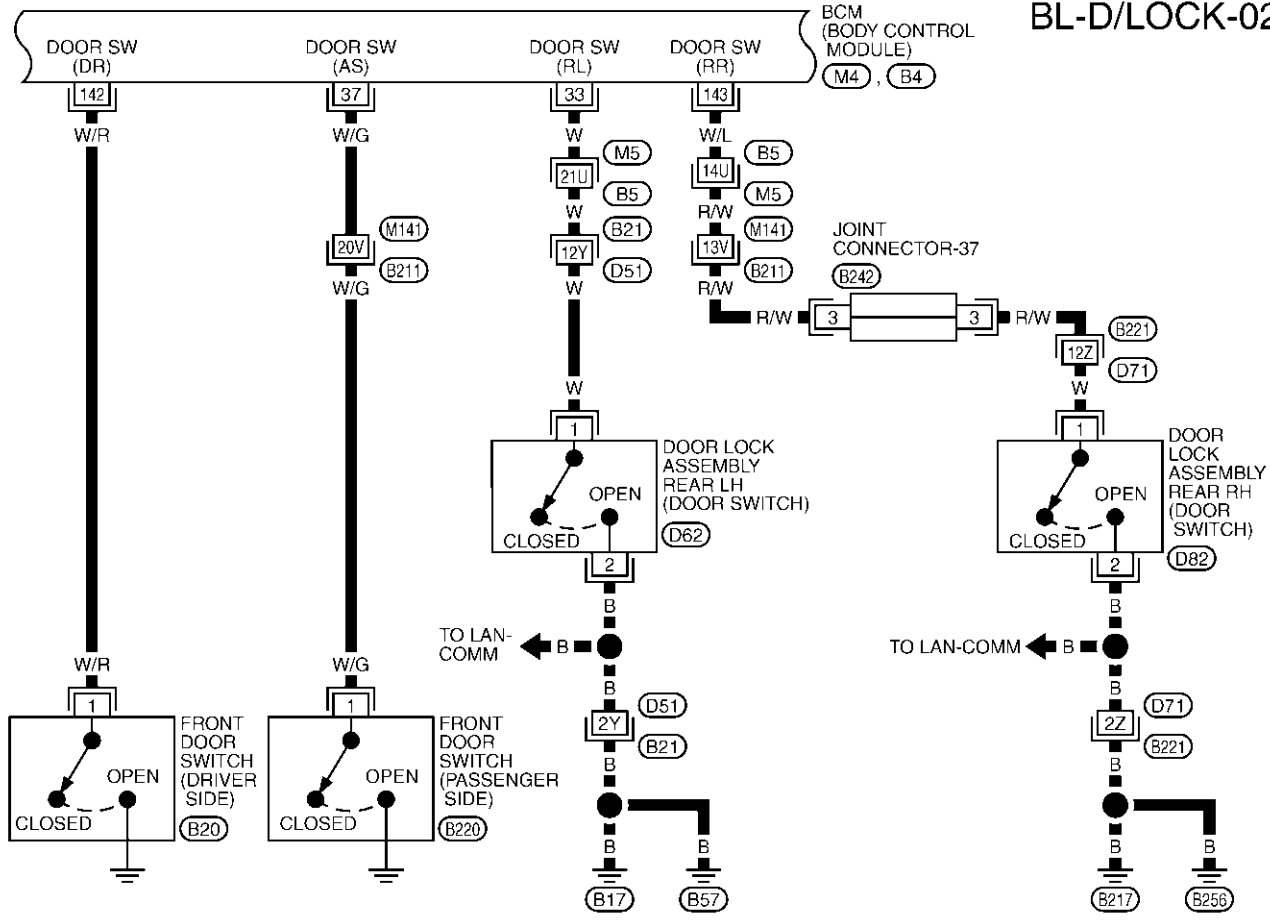 BL-D/LOCK-02
BCM
(BODY CONTROL
MODULE)
M4 , B4
DOOR SW
(DR)
DOOR SW
(AS)
DOOR SW
(RL)
DOOR SW
(RR)
142
37
33
143
W/R
W/G
W
W/L
M5
B5
21U
14U
B5
M5
W
R/W
M141
B21
M141
20V
12Y
13V
B211
D51
B211
W/G
W
R/W
JOINT
CONNECTOR-37
B242
R/W
3
3
R/W
B221
12Z
D71
W
W
1
1
DOOR LOCK
ASSEMBLY
REAR LH
(DOOR SWITCH)
D62
OPEN
CLOSED
2
DOOR
LOCK
ASSEMBLY
REAR RH
(DOOR
SWITCH)
D82
OPEN
CLOSED
2
B
B
TO LAN-
COMM
B
TO LAN-COMM
B
B
B
W/R
W/G
1
1
FRONT
DOOR
SWITCH
(DRIVER
SIDE)
B20
OPEN
CLOSED
FRONT
DOOR
SWITCH
(PASSENGER
SIDE)
B220
OPEN
CLOSED
D51
2Y
B21
D71
2Z
B221
B
B
B
B
B
B
B17
B57
B217
B256